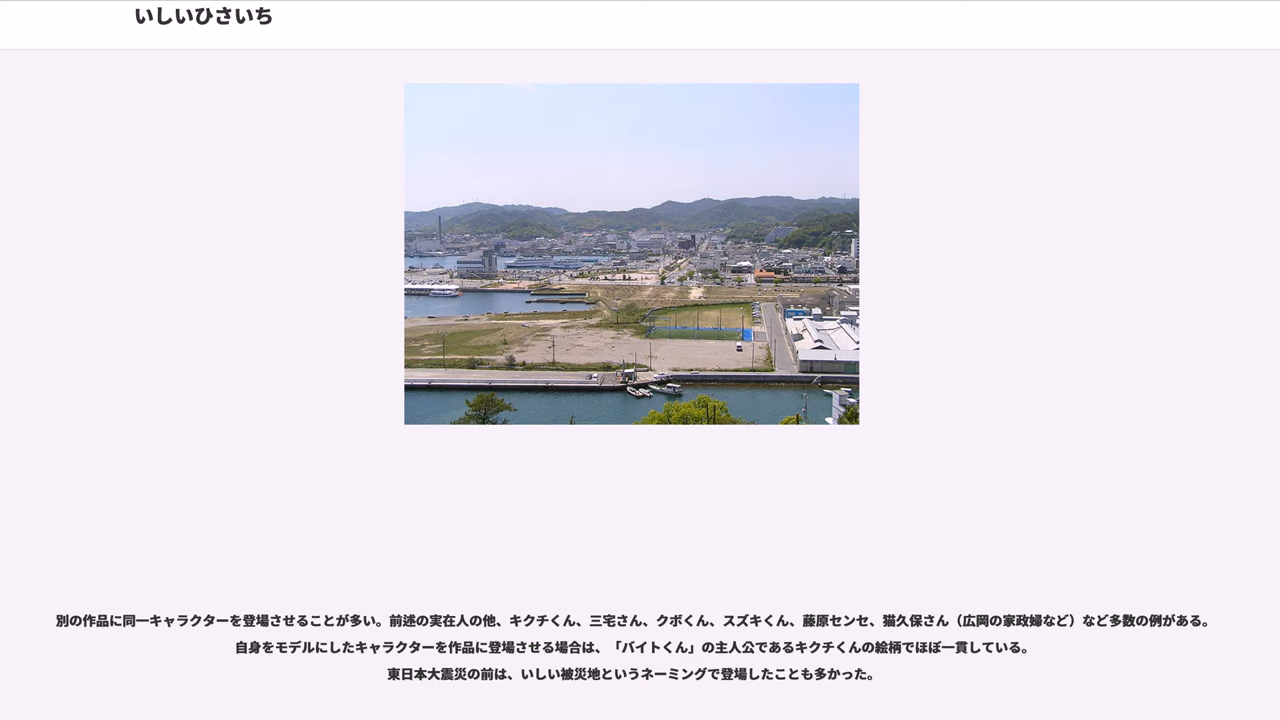 いしいひさいち
別の作品に同一キャラクターを登場させることが多い。前述の実在人の他、キクチくん、三宅さん、クボくん、スズキくん、藤原センセ、猫久保さん（広岡の家政婦など）など多数の例がある。
自身をモデルにしたキャラクターを作品に登場させる場合は、「バイトくん」の主人公であるキクチくんの絵柄でほぼ一貫している。
東日本大震災の前は、いしい被災地というネーミングで登場したことも多かった。